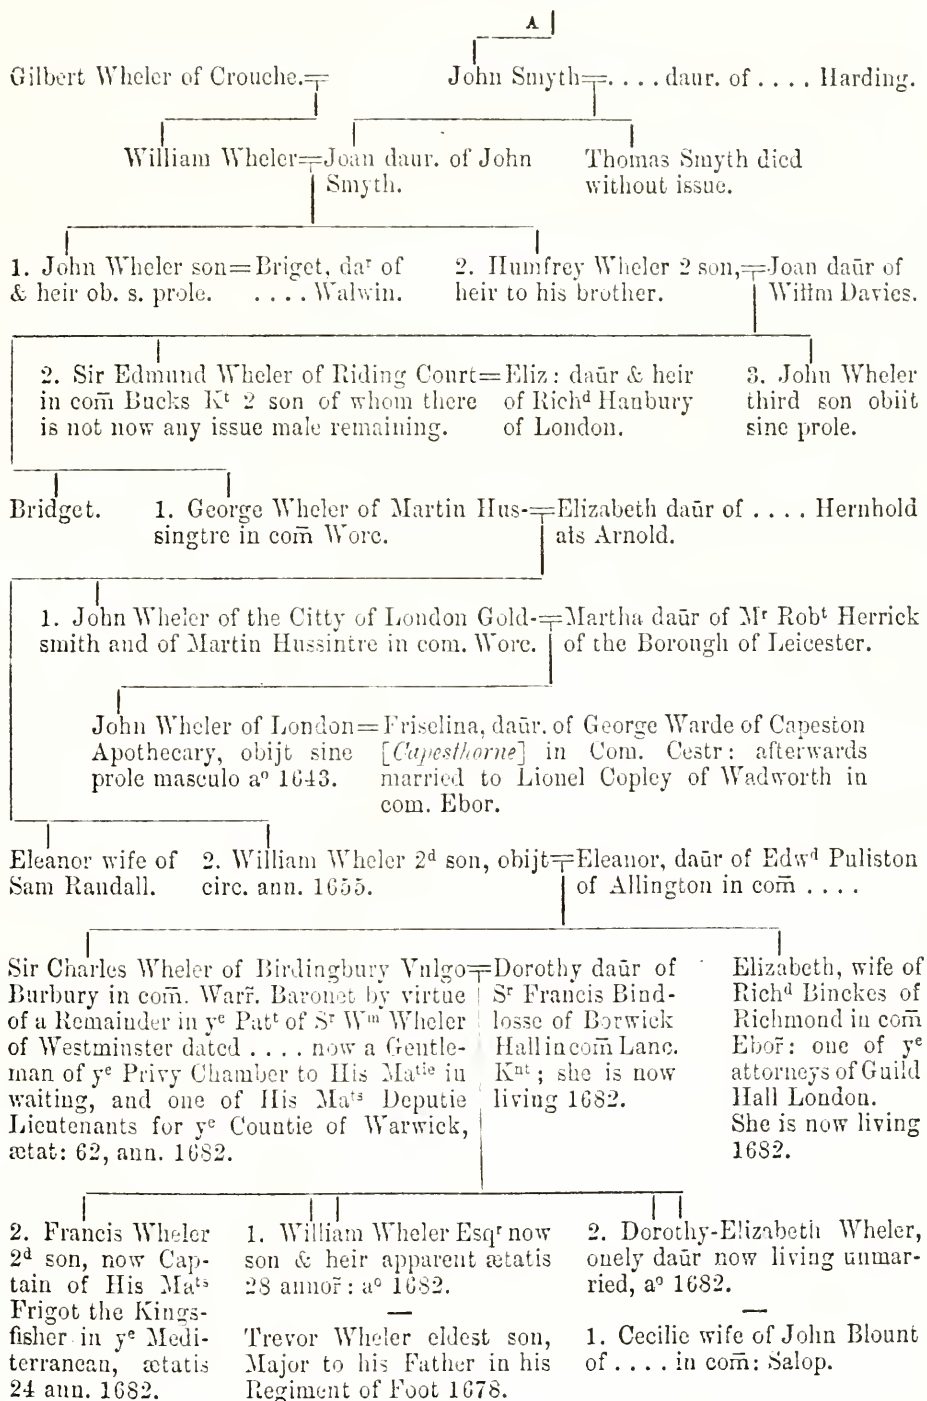 A
Gilbert Wheler of Crouche.
John Smyth=. . . . daur. of . . . . Harding.
William Wheler=Joan daur. of John
Smyth.
Thomas Smyth died
without issue.
1. John Wheler son=Briget, daʳ of
& heir ob. s. prole. . . . . Walwin.
2. Humfrey Wheler 2 son,=Joan daūr of
heir to his brother. Willm Davies.
2. Sir Edmund Wheler of Riding Court=Eliz: daūr & heir
in com̄ Bucks Kᵗ 2 son of whom there of Richᵈ Hanbury
is not now any issue male remaining. of London.
3. John Wheler
third son obiit
sine prole.
Bridget.
1. George Wheler of Martin Hus-=Elizabeth daūr of . . . . Hernhold
singtre in com̄ Worc. als Arnold.
1. John Wheler of the Citty of London Gold-=Martha daūr of Mʳ Robᵗ Herrick
smith and of Martin Hussintre in com. Worc. of the Borough of Leicester.
John Wheler of London=Friselina, daūr. of George Warde of Capeston
Apothecary, obijt sine [Capesthorne] in Com. Cestr: afterwards
prole masculo aº 1643. married to Lionel Copley of Wadworth in
com. Ebor.
Eleanor wife of
Sam Randall.
2. William Wheler 2ᵈ son, obijt=Eleanor, daūr of Edwᵈ Puliston
circ. ann. 1655. of Allington in com̄ . . . .
Sir Charles Wheler of Birdingbury Vulgo=
Burbury in com̄. Warr̄. Baronet by virtue
of a Remainder in yᵉ Patᵗ of Sʳ Wᵐ Wheler
of Westminster dated . . . . now a Gentle-
man of yᵉ Privy Chamber to His Maᵗⁱᵉ in
waiting, and one of His Maᵗˢ Deputie
Lieutenants for yᵉ Countie of Warwick,
ætat: 62, ann. 1682.
Dorothy daūr of
Sʳ Francis Bind-
losse of Borwick
Hall in com̄ Lanc.
Kⁿᵗ; she is now
living 1682.
Elizabeth, wife of
Richᵈ Binckes of
Richmond in com̄
Ebor̄: one of yᵉ
attorneys of Guild
Hall London.
She is now living
1682.
2. Francis Wheler
2ᵈ son, now Cap-
tain of His Maᵗˢ
Frigot the Kings-
fisher in yᵉ Medi-
terranean, ætatis
24 ann. 1682.
1. William Wheler Esqʳ now
son & heir apparent ætatis
28 annor̄: aº 1682.
—
Trevor Wheler eldest son,
Major to his Father in his
Regiment of Foot 1678.
2. Dorothy-Elizabeth Wheler,
onely daūr now living unmar-
ried, aº 1682.
—
1. Cecilie wife of John Blount
of . . . . in com̄: Salop.